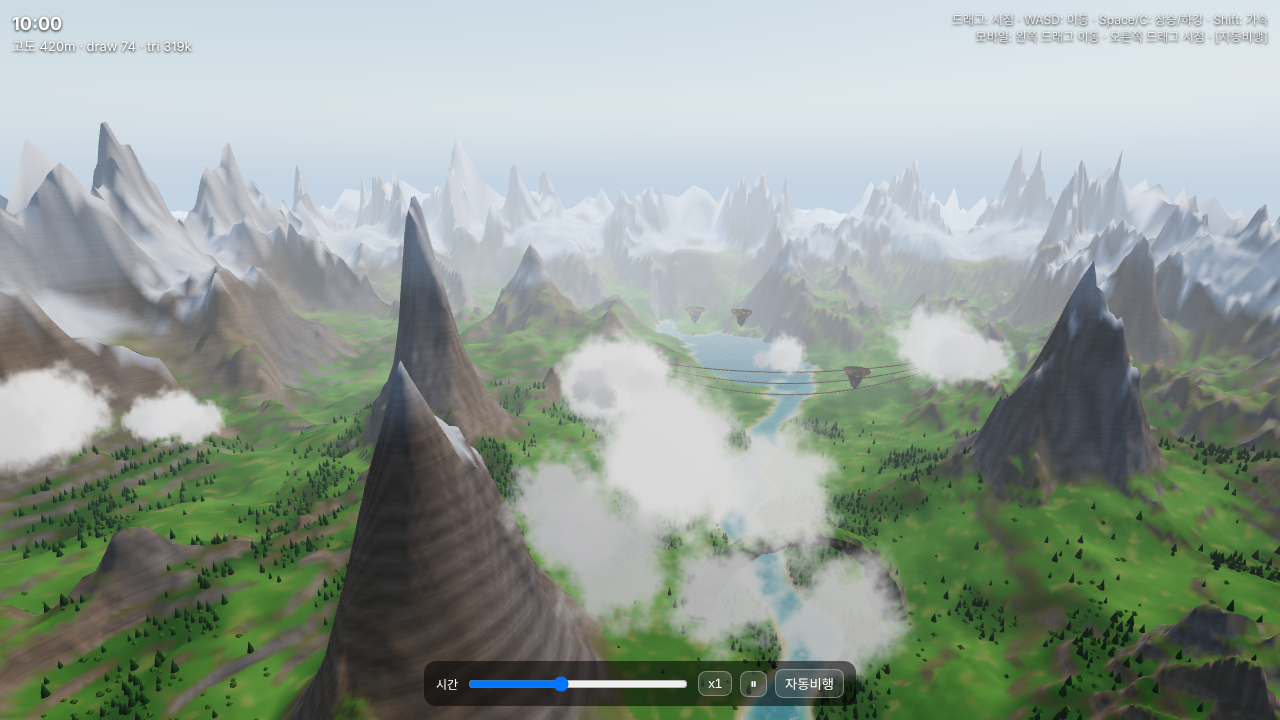 10:00
고도 420m · draw 74 · tri 319k
드래그: 시점 · WASD: 이동 · Space/C: 상승/하강 · Shift: 가속
모바일: 왼쪽 드래그 이동 · 오른쪽 드래그 시점 · [자동비행]
시간
x1
⏸
자동비행